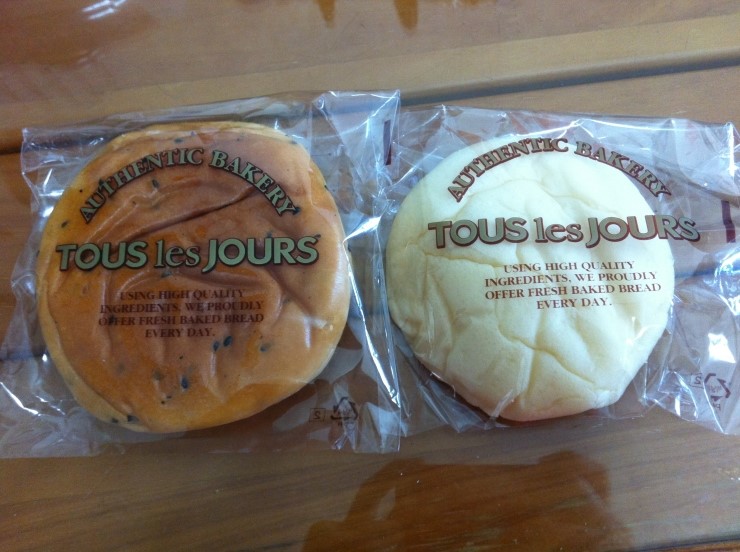 AUTHENTIC BAKERY
TOUS les JOURS
USING HIGH QUALITY
INGREDIENTS, WE PROUDLY
OFFER FRESH BAKED BREAD
EVERY DAY.
AUTHENTIC BAKERY
TOUS les JOURS
USING HIGH QUALITY
INGREDIENTS, WE PROUDLY
OFFER FRESH BAKED BREAD
EVERY DAY.